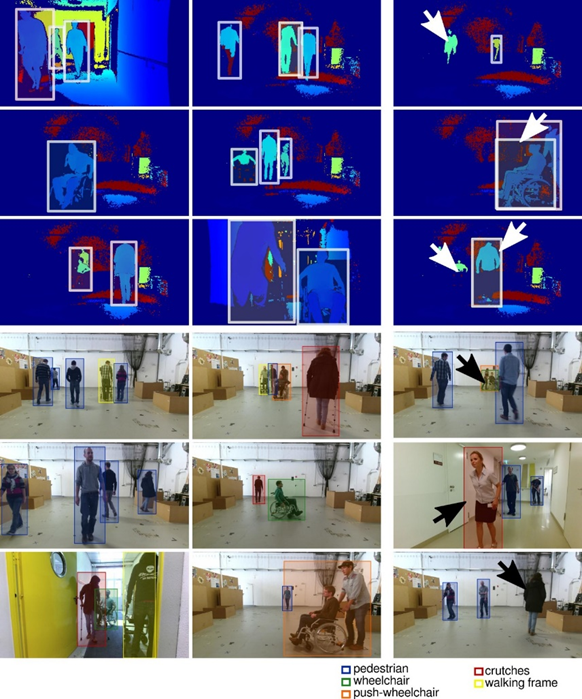 pedestrian
wheelchair
push-wheelchair
crutches
walking frame